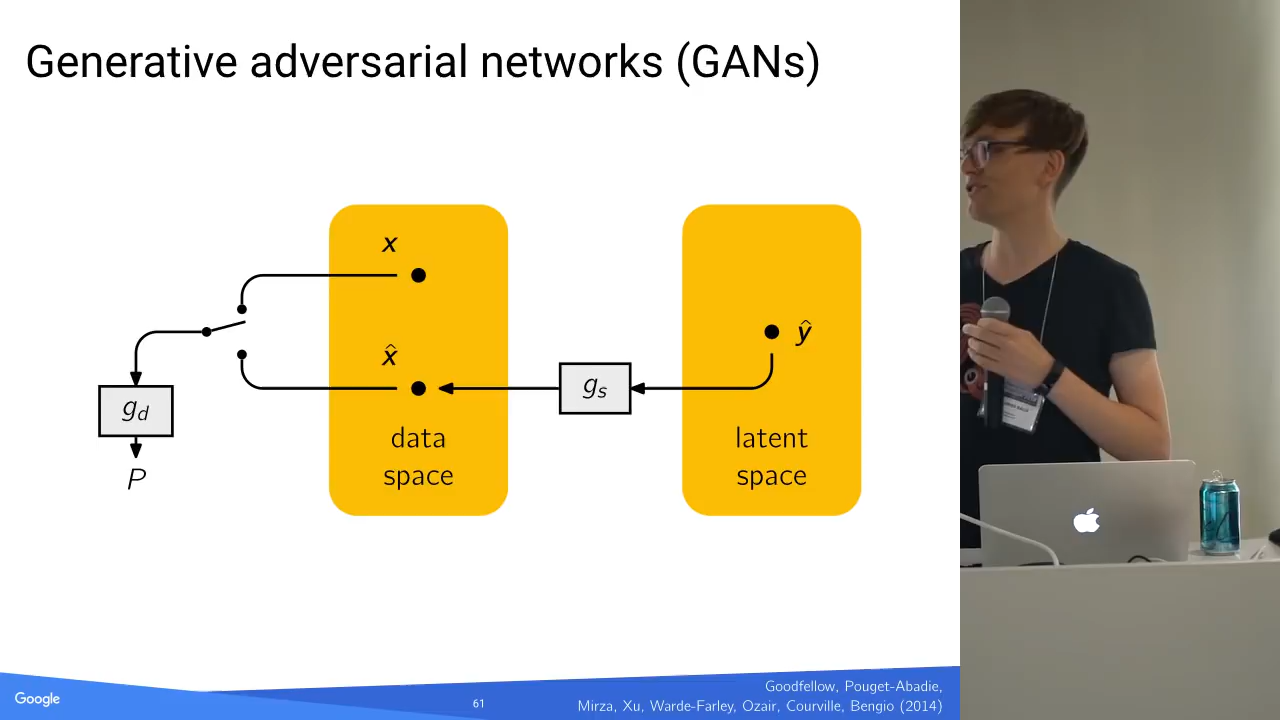 Generative adversarial networks (GANs)
x
x̂
ŷ
g_d
g_s
P
data
space
latent
space
Google
61
Goodfellow, Pouget-Abadie,
Mirza, Xu, Warde-Farley, Ozair, Courville, Bengio (2014)